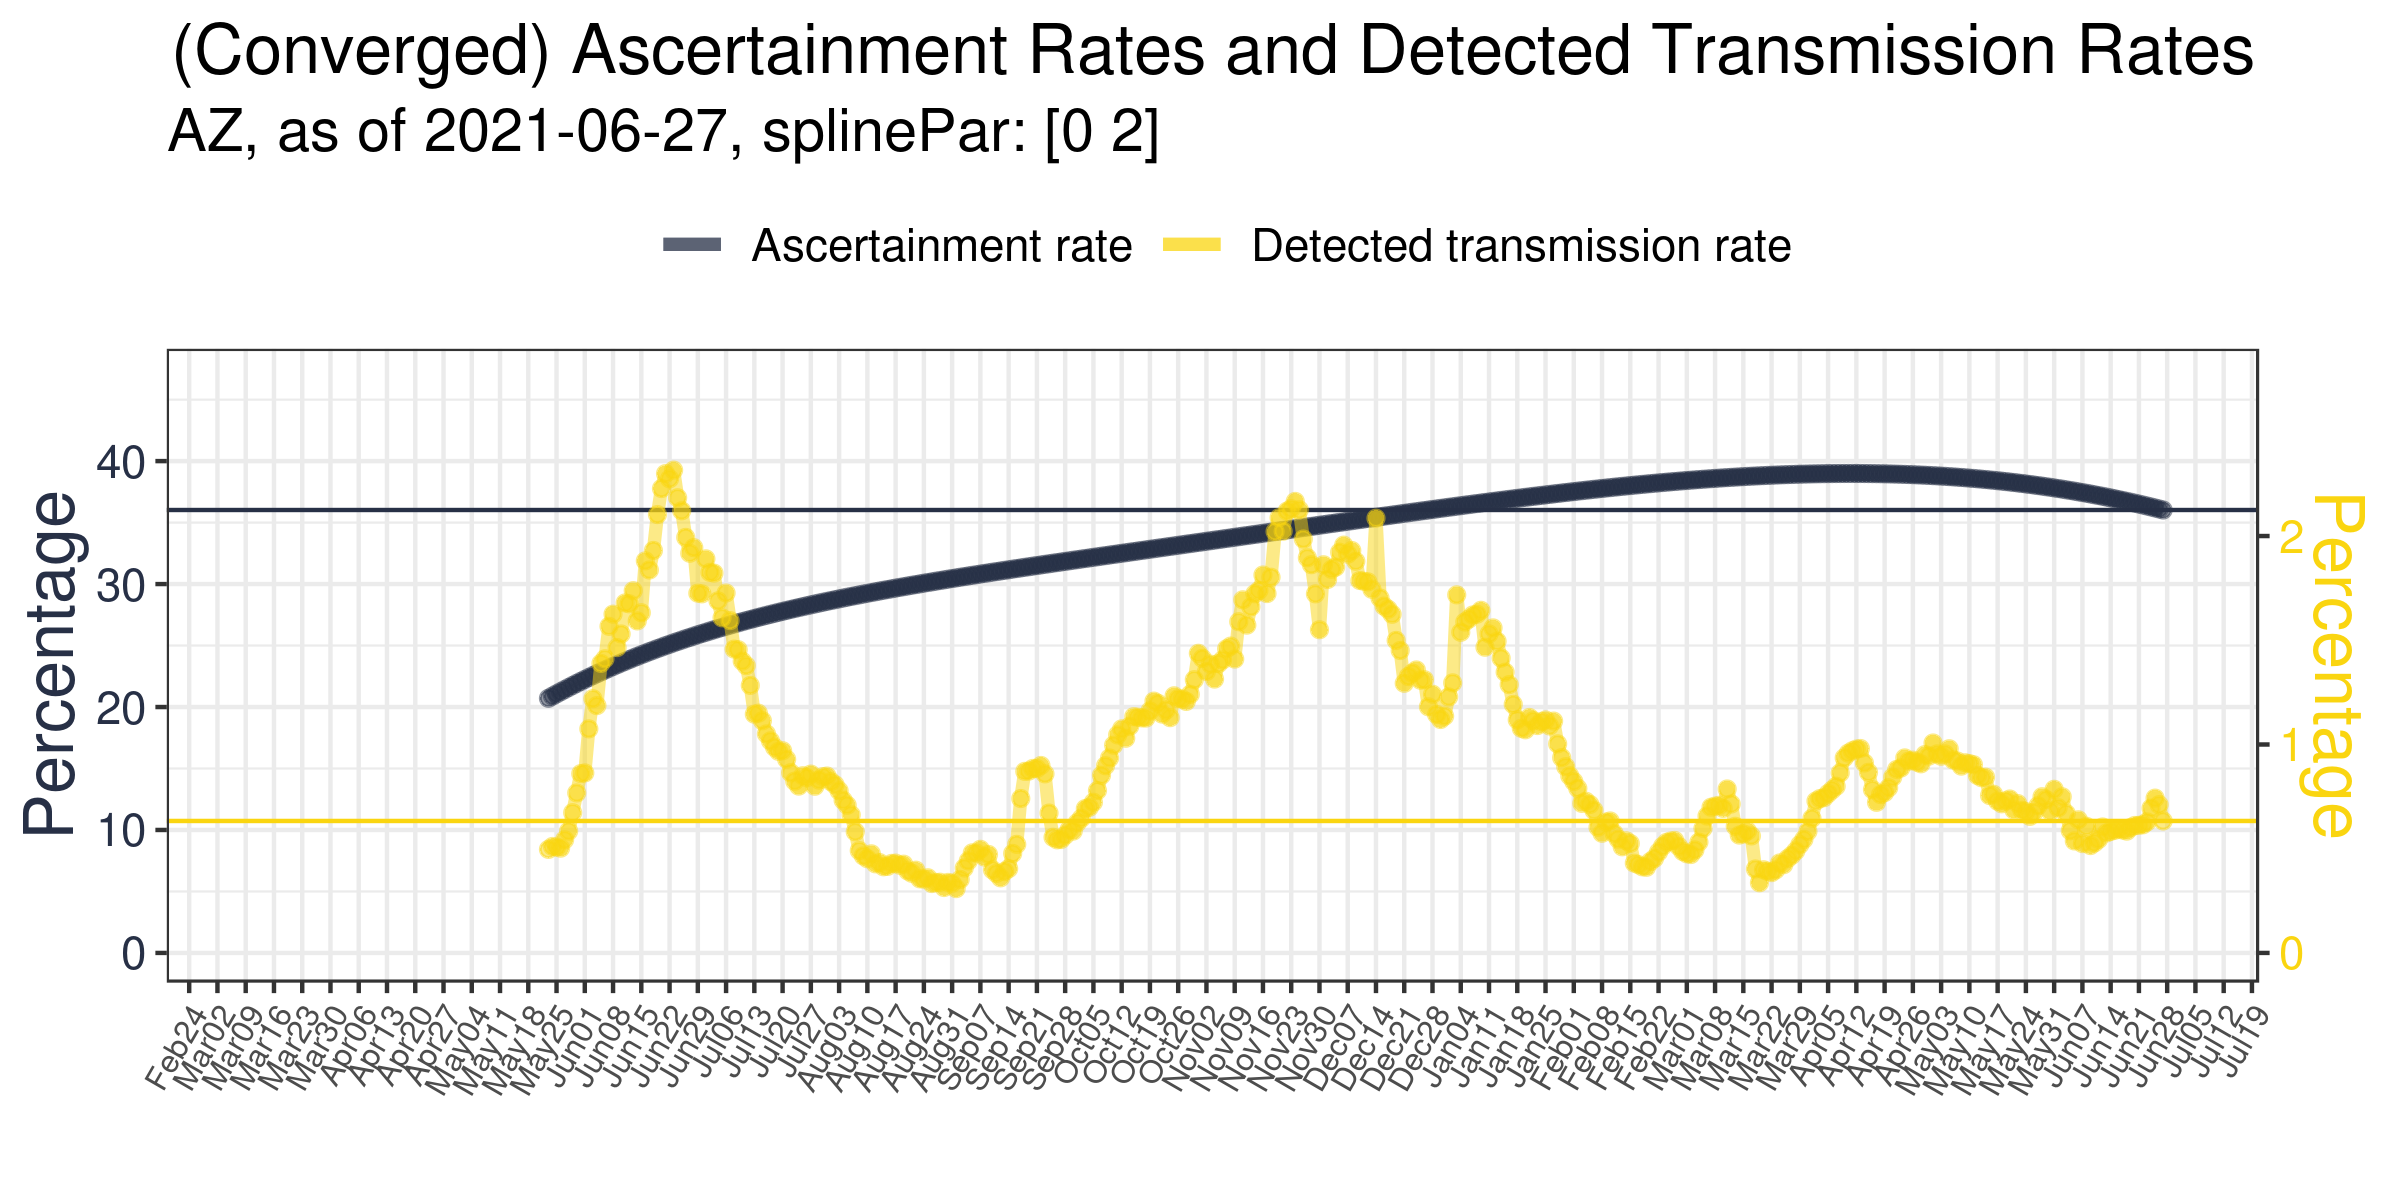 (Converged) Ascertainment Rates and Detected Transmission Rates
AZ, as of 2021-06-27, splinePar: [0 2]
Ascertainment rate
Detected transmission rate
Percentage
40
30
20
10
0
2
1
0
Percentage
Feb24
Mar02
Mar09
Mar16
Mar23
Mar30
Apr06
Apr13
Apr20
Apr27
May04
May11
May18
May25
Jun01
Jun08
Jun15
Jun22
Jun29
Jul06
Jul13
Jul20
Jul27
Aug03
Aug10
Aug17
Aug24
Aug31
Sep07
Sep14
Sep21
Sep28
Oct05
Oct12
Oct19
Oct26
Nov02
Nov09
Nov16
Nov23
Nov30
Dec07
Dec14
Dec21
Dec28
Jan04
Jan11
Jan18
Jan25
Feb01
Feb08
Feb15
Feb22
Mar01
Mar08
Mar15
Mar22
Mar29
Apr05
Apr12
Apr19
Apr26
May03
May10
May17
May24
May31
Jun07
Jun14
Jun21
Jun28
Jul05
Jul12
Jul19